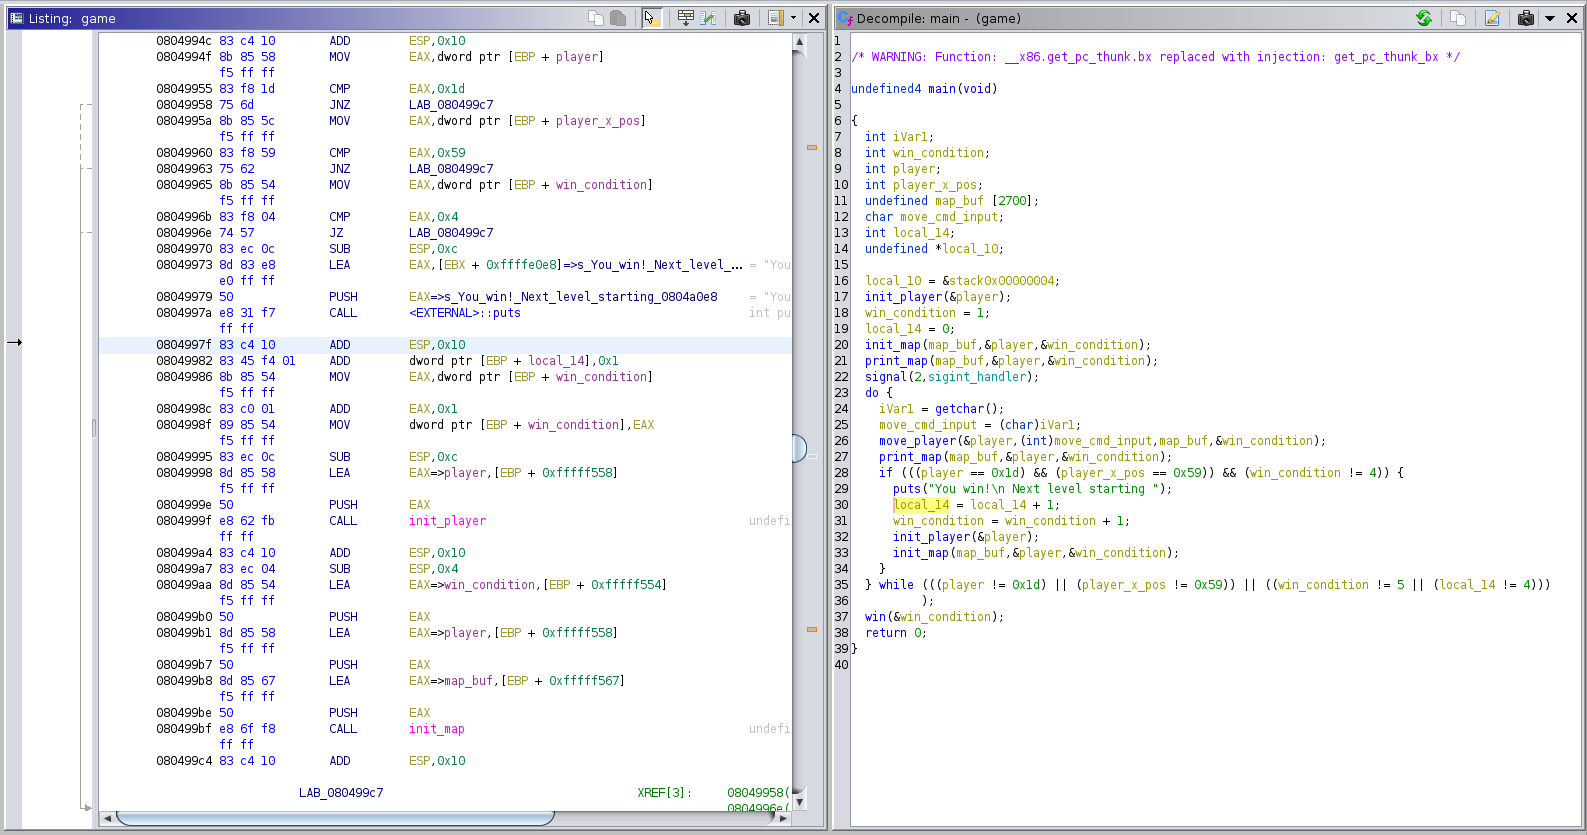 Listing: game
0804994c 83 c4 10 ADD ESP,0x10
0804994f 8b 85 58 MOV EAX,dword ptr [EBP + player]
f5 ff ff
08049955 83 f8 1d CMP EAX,0x1d
08049958 75 6d JNZ LAB_080499c7
0804995a 8b 85 5c MOV EAX,dword ptr [EBP + player_x_pos]
f5 ff ff
08049960 83 f8 59 CMP EAX,0x59
08049963 75 62 JNZ LAB_080499c7
08049965 8b 85 54 MOV EAX,dword ptr [EBP + win_condition]
f5 ff ff
0804996b 83 f8 04 CMP EAX,0x4
0804996e 74 57 JZ LAB_080499c7
08049970 83 ec 0c SUB ESP,0xc
08049973 8d 83 e8 LEA EAX,[EBX + 0xffffe0e8]=>s_You_win!_Next_level_... = "You
e0 ff ff
08049979 50 PUSH EAX=>s_You_win!_Next_level_starting_0804a0e8 = "You
0804997a e8 31 f7 CALL <EXTERNAL>::puts int pu
ff ff
0804997f 83 c4 10 ADD ESP,0x10
08049982 83 45 f4 01 ADD dword ptr [EBP + local_14],0x1
08049986 8b 85 54 MOV EAX,dword ptr [EBP + win_condition]
f5 ff ff
0804998c 83 c0 01 ADD EAX,0x1
0804998f 89 85 54 MOV dword ptr [EBP + win_condition],EAX
f5 ff ff
08049995 83 ec 0c SUB ESP,0xc
08049998 8d 85 58 LEA EAX=>player,[EBP + 0xfffff558]
f5 ff ff
0804999e 50 PUSH EAX
0804999f e8 62 fb CALL init_player undefi
ff ff
080499a4 83 c4 10 ADD ESP,0x10
080499a7 83 ec 04 SUB ESP,0x4
080499aa 8d 85 54 LEA EAX=>win_condition,[EBP + 0xfffff554]
f5 ff ff
080499b0 50 PUSH EAX
080499b1 8d 85 58 LEA EAX=>player,[EBP + 0xfffff558]
f5 ff ff
080499b7 50 PUSH EAX
080499b8 8d 85 67 LEA EAX=>map_buf,[EBP + 0xfffff567]
f5 ff ff
080499be 50 PUSH EAX
080499bf e8 6f f8 CALL init_map undefi
ff ff
080499c4 83 c4 10 ADD ESP,0x10
LAB_080499c7 XREF[3]: 08049958(
0804996e(
Decompile: main - (game)
1
2 /* WARNING: Function: __x86.get_pc_thunk.bx replaced with injection: get_pc_thunk_bx */
3
4 undefined4 main(void)
5
6 {
7 int iVar1;
8 int win_condition;
9 int player;
10 int player_x_pos;
11 undefined map_buf [2700];
12 char move_cmd_input;
13 int local_14;
14 undefined *local_10;
15
16 local_10 = &stack0x00000004;
17 init_player(&player);
18 win_condition = 1;
19 local_14 = 0;
20 init_map(map_buf,&player,&win_condition);
21 print_map(map_buf,&player,&win_condition);
22 signal(2,sigint_handler);
23 do {
24 iVar1 = getchar();
25 move_cmd_input = (char)iVar1;
26 move_player(&player,(int)move_cmd_input,map_buf,&win_condition);
27 print_map(map_buf,&player,&win_condition);
28 if (((player == 0x1d) && (player_x_pos == 0x59)) && (win_condition != 4)) {
29 puts("You win!\n Next level starting ");
30 local_14 = local_14 + 1;
31 win_condition = win_condition + 1;
32 init_player(&player);
33 init_map(map_buf,&player,&win_condition);
34 }
35 } while (((player != 0x1d) || (player_x_pos != 0x59)) || ((win_condition != 5 || (local_14 != 4)))
36 );
37 win(&win_condition);
38 return 0;
39 }
40